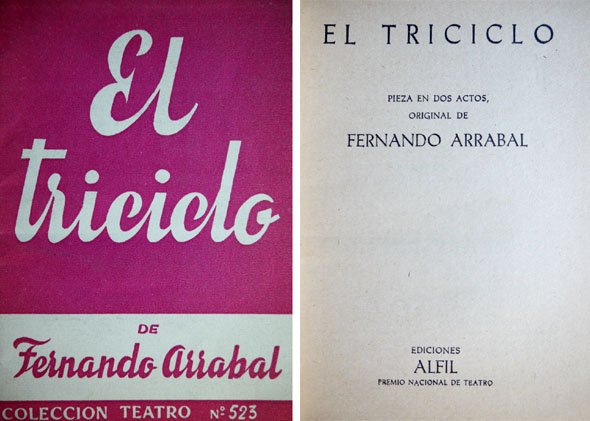 El
triciclo
DE
Fernando Arrabal
COLECCION TEATRO Nº 523
EL TRICICLO
PIEZA EN DOS ACTOS,
ORIGINAL DE
FERNANDO ARRABAL
EDICIONES
ALFIL
PREMIO NACIONAL DE TEATRO